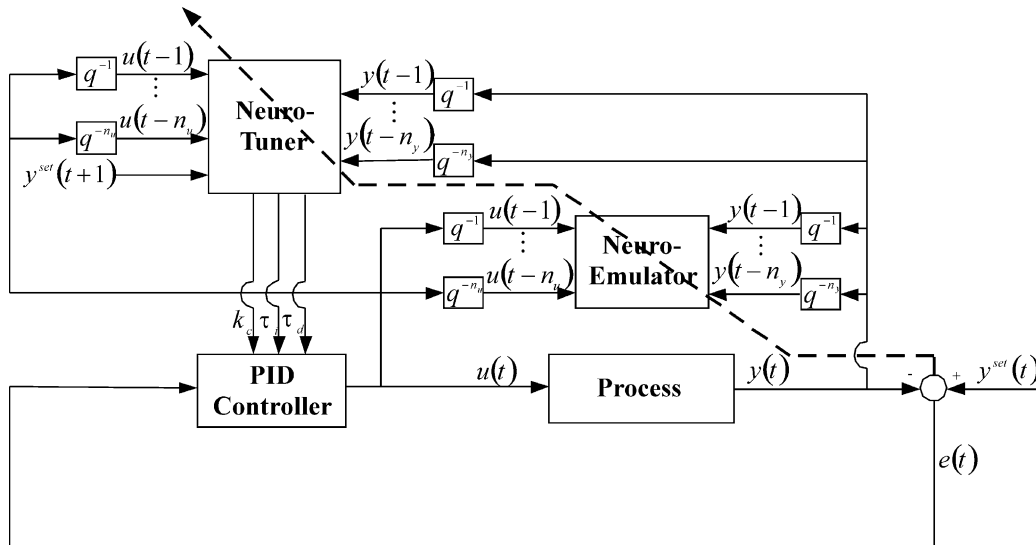 q⁻¹ u(t−1) ⋮ Neuro- y(t−1) ⋮ q⁻¹
q^{−n_u} u(t−n_u) Tuner y(t−n_y) q^{−n_y}
y^{set}(t+1)
q⁻¹ u(t−1) ⋮ Neuro- y(t−1) ⋮ q⁻¹
q^{−n_u} u(t−n_u) Emulator y(t−n_y) q^{−n_y}
k_c τ_i τ_d
PID
Controller
u(t)
Process
y(t)
- +
y^{set}(t)
e(t)